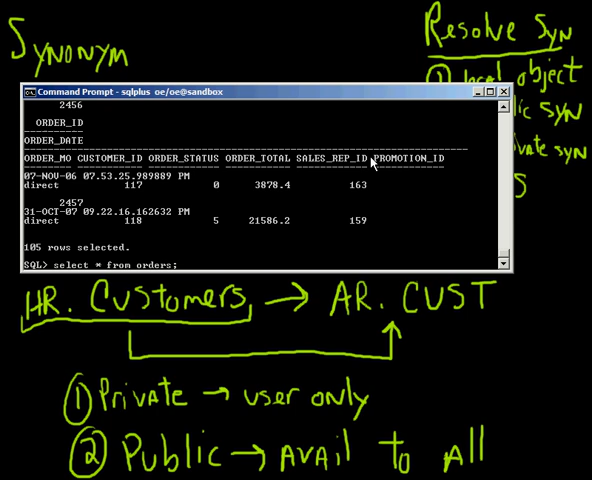 Synonym
Resolve Syn
① local object
lic syn
ivate syn
S
Command Prompt - sqlplus oe/oe@sandbox
2456
ORDER_ID
ORDER_DATE
ORDER_MO CUSTOMER_ID ORDER_STATUS ORDER_TOTAL SALES_REP_ID PROMOTION_ID
07-NOV-06 07.53.25.989889 PM
direct 117 0 3878.4 163
2457
31-OCT-07 09.22.16.162632 PM
direct 118 5 21586.2 159
105 rows selected.
SQL> select * from orders;
HR. Customers → AR. CUST
① Private → user only
② Public → Avail to All